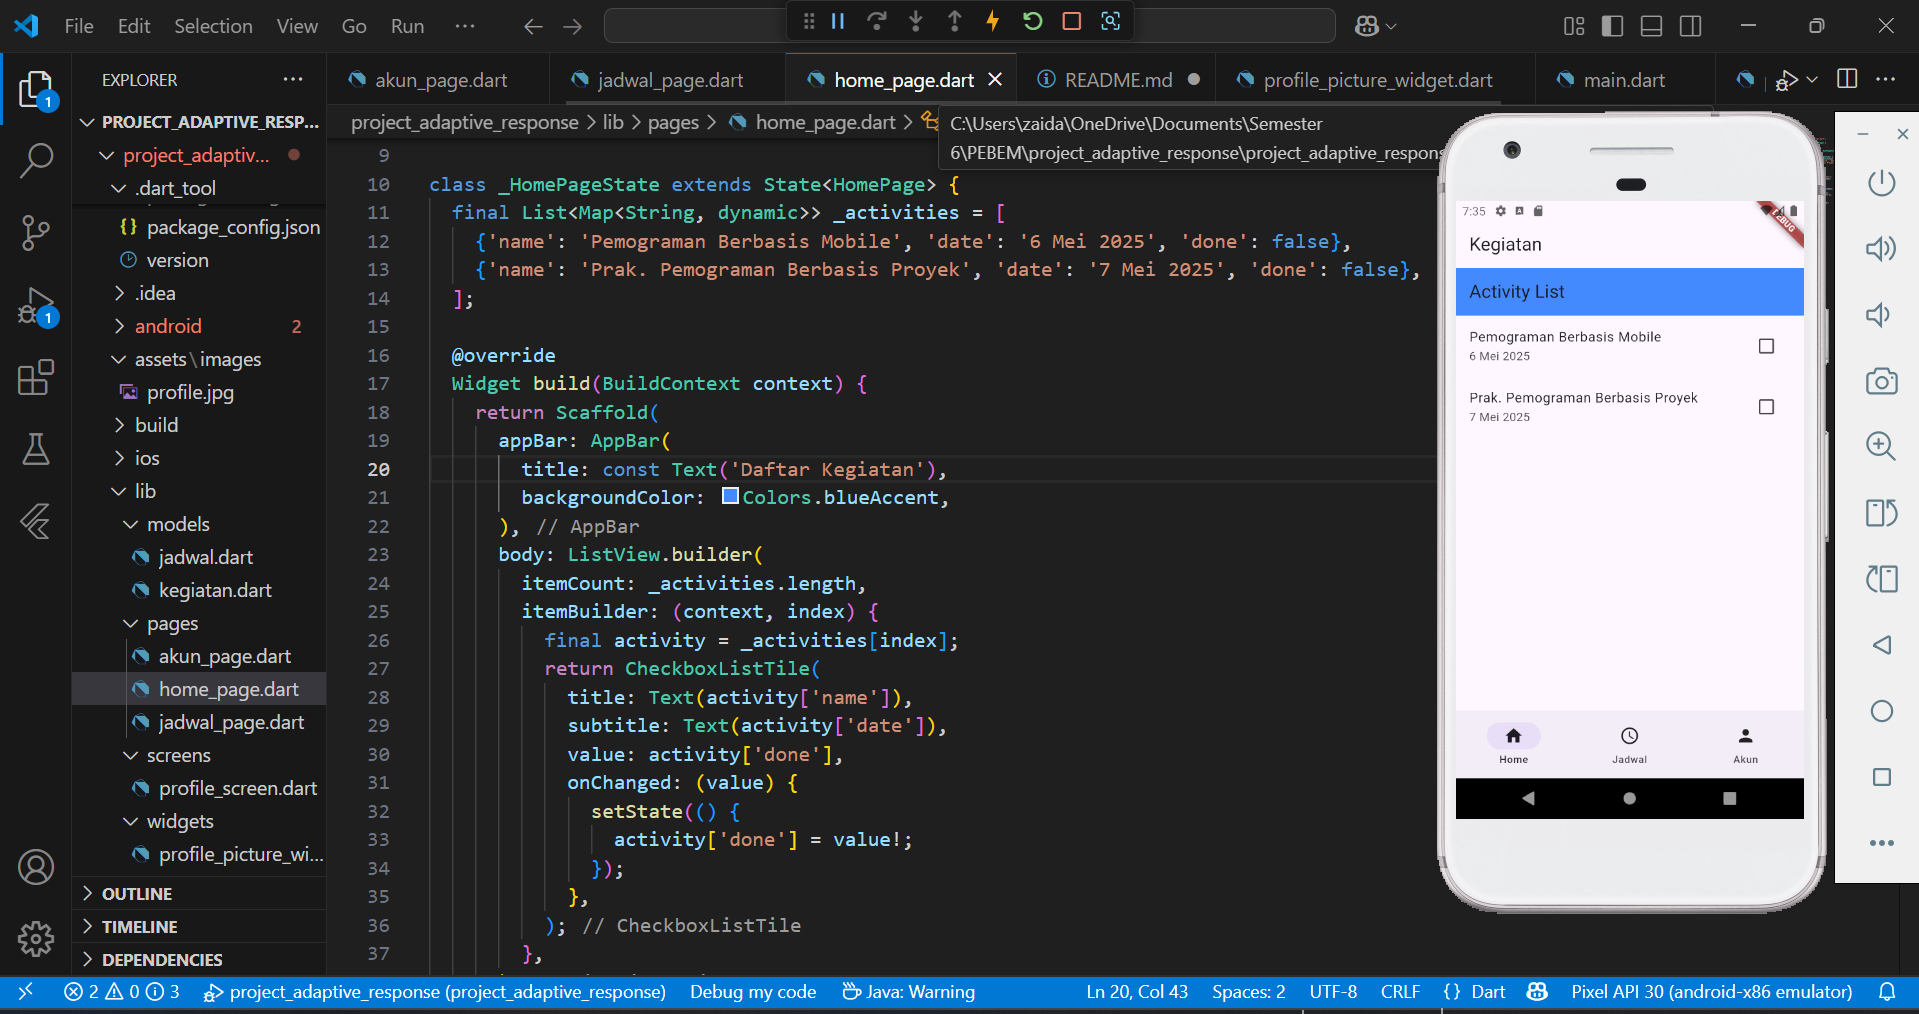 File Edit Selection View Go Run ···
EXPLORER ···
akun_page.dart jadwal_page.dart home_page.dart README.md profile_picture_widget.dart main.dart
PROJECT_ADAPTIVE_RESP...
project_adaptive_response > lib > pages > home_page.dart >
C:\Users\zaida\OneDrive\Documents\Semester
6\PEBEM\project_adaptive_response\project_adaptive_respons
project_adaptiv...
.dart_tool
package_config.json
version
.idea
android 2
assets\images
profile.jpg
build
ios
lib
models
jadwal.dart
kegiatan.dart
pages
akun_page.dart
home_page.dart
jadwal_page.dart
screens
profile_screen.dart
widgets
profile_picture_wi...
OUTLINE
TIMELINE
DEPENDENCIES
1
1
9
10 class _HomePageState extends State<HomePage> {
11 final List<Map<String, dynamic>> _activities = [
12 {'name': 'Pemograman Berbasis Mobile', 'date': '6 Mei 2025', 'done': false},
13 {'name': 'Prak. Pemograman Berbasis Proyek', 'date': '7 Mei 2025', 'done': false},
14 ];
15
16 @override
17 Widget build(BuildContext context) {
18 return Scaffold(
19 appBar: AppBar(
20 title: const Text('Daftar Kegiatan'),
21 backgroundColor: Colors.blueAccent,
22 ), // AppBar
23 body: ListView.builder(
24 itemCount: _activities.length,
25 itemBuilder: (context, index) {
26 final activity = _activities[index];
27 return CheckboxListTile(
28 title: Text(activity['name']),
29 subtitle: Text(activity['date']),
30 value: activity['done'],
31 onChanged: (value) {
32 setState(() {
33 activity['done'] = value!;
34 });
35 },
36 ); // CheckboxListTile
37 },
7:35
DEBUG
Kegiatan
Activity List
Pemograman Berbasis Mobile
6 Mei 2025
Prak. Pemograman Berbasis Proyek
7 Mei 2025
Home Jadwal Akun
2 0 3 project_adaptive_response (project_adaptive_response) Debug my code Java: Warning Ln 20, Col 43 Spaces: 2 UTF-8 CRLF {} Dart Pixel API 30 (android-x86 emulator)